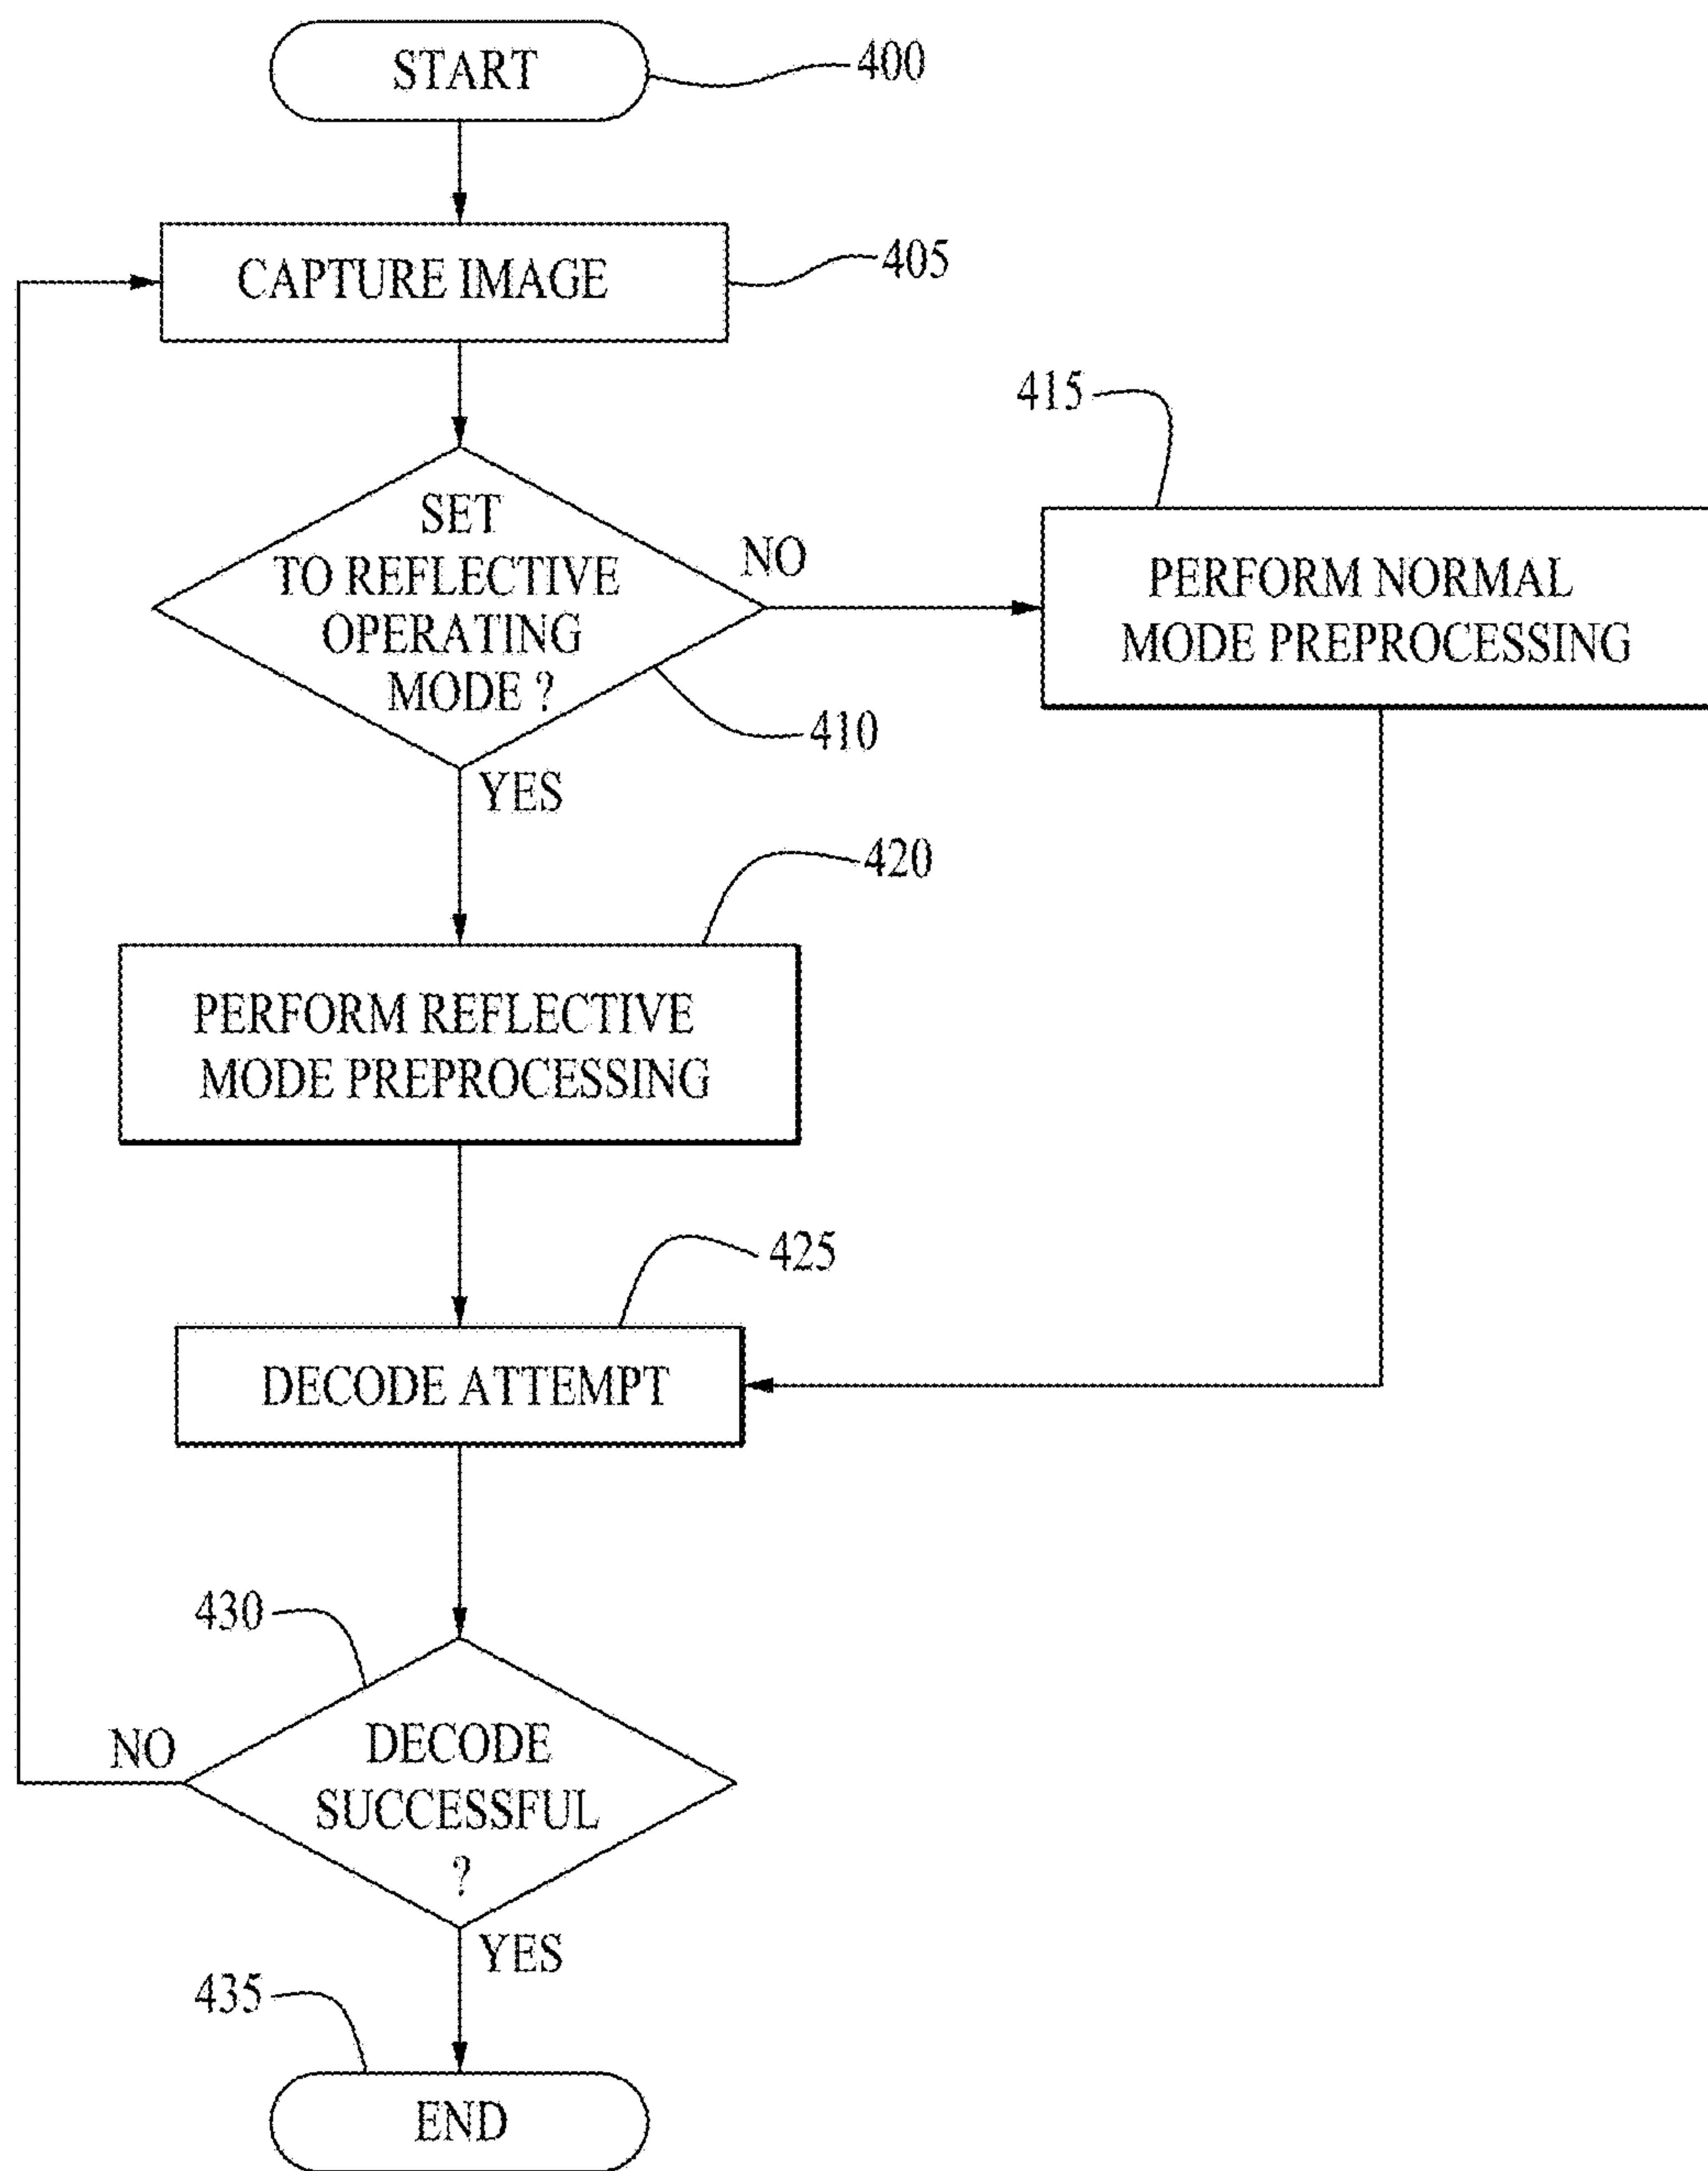 START
400
CAPTURE IMAGE
405
415
SET
TO REFLECTIVE
OPERATING
MODE ?
NO
410
YES
PERFORM NORMAL
MODE PREPROCESSING
420
PERFORM REFLECTIVE
MODE PREPROCESSING
425
DECODE ATTEMPT
430
NO
DECODE
SUCCESSFUL
?
YES
435
END